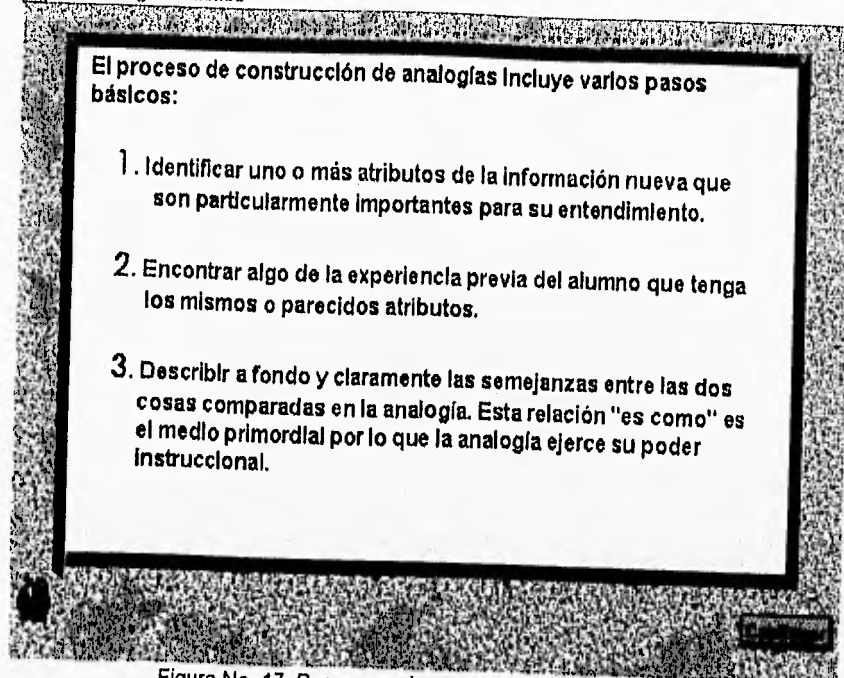 El proceso de construcción de analogías incluye varios pasos
básicos:
1. Identificar uno o más atributos de la información nueva que
son particularmente importantes para su entendimiento.
2. Encontrar algo de la experiencia previa del alumno que tenga
los mismos o parecidos atributos.
3. Describir a fondo y claramente las semejanzas entre las dos
cosas comparadas en la analogía. Esta relación "es como" es
el medio primordial por lo que la analogía ejerce su poder
instruccional.
Figura No. 17.